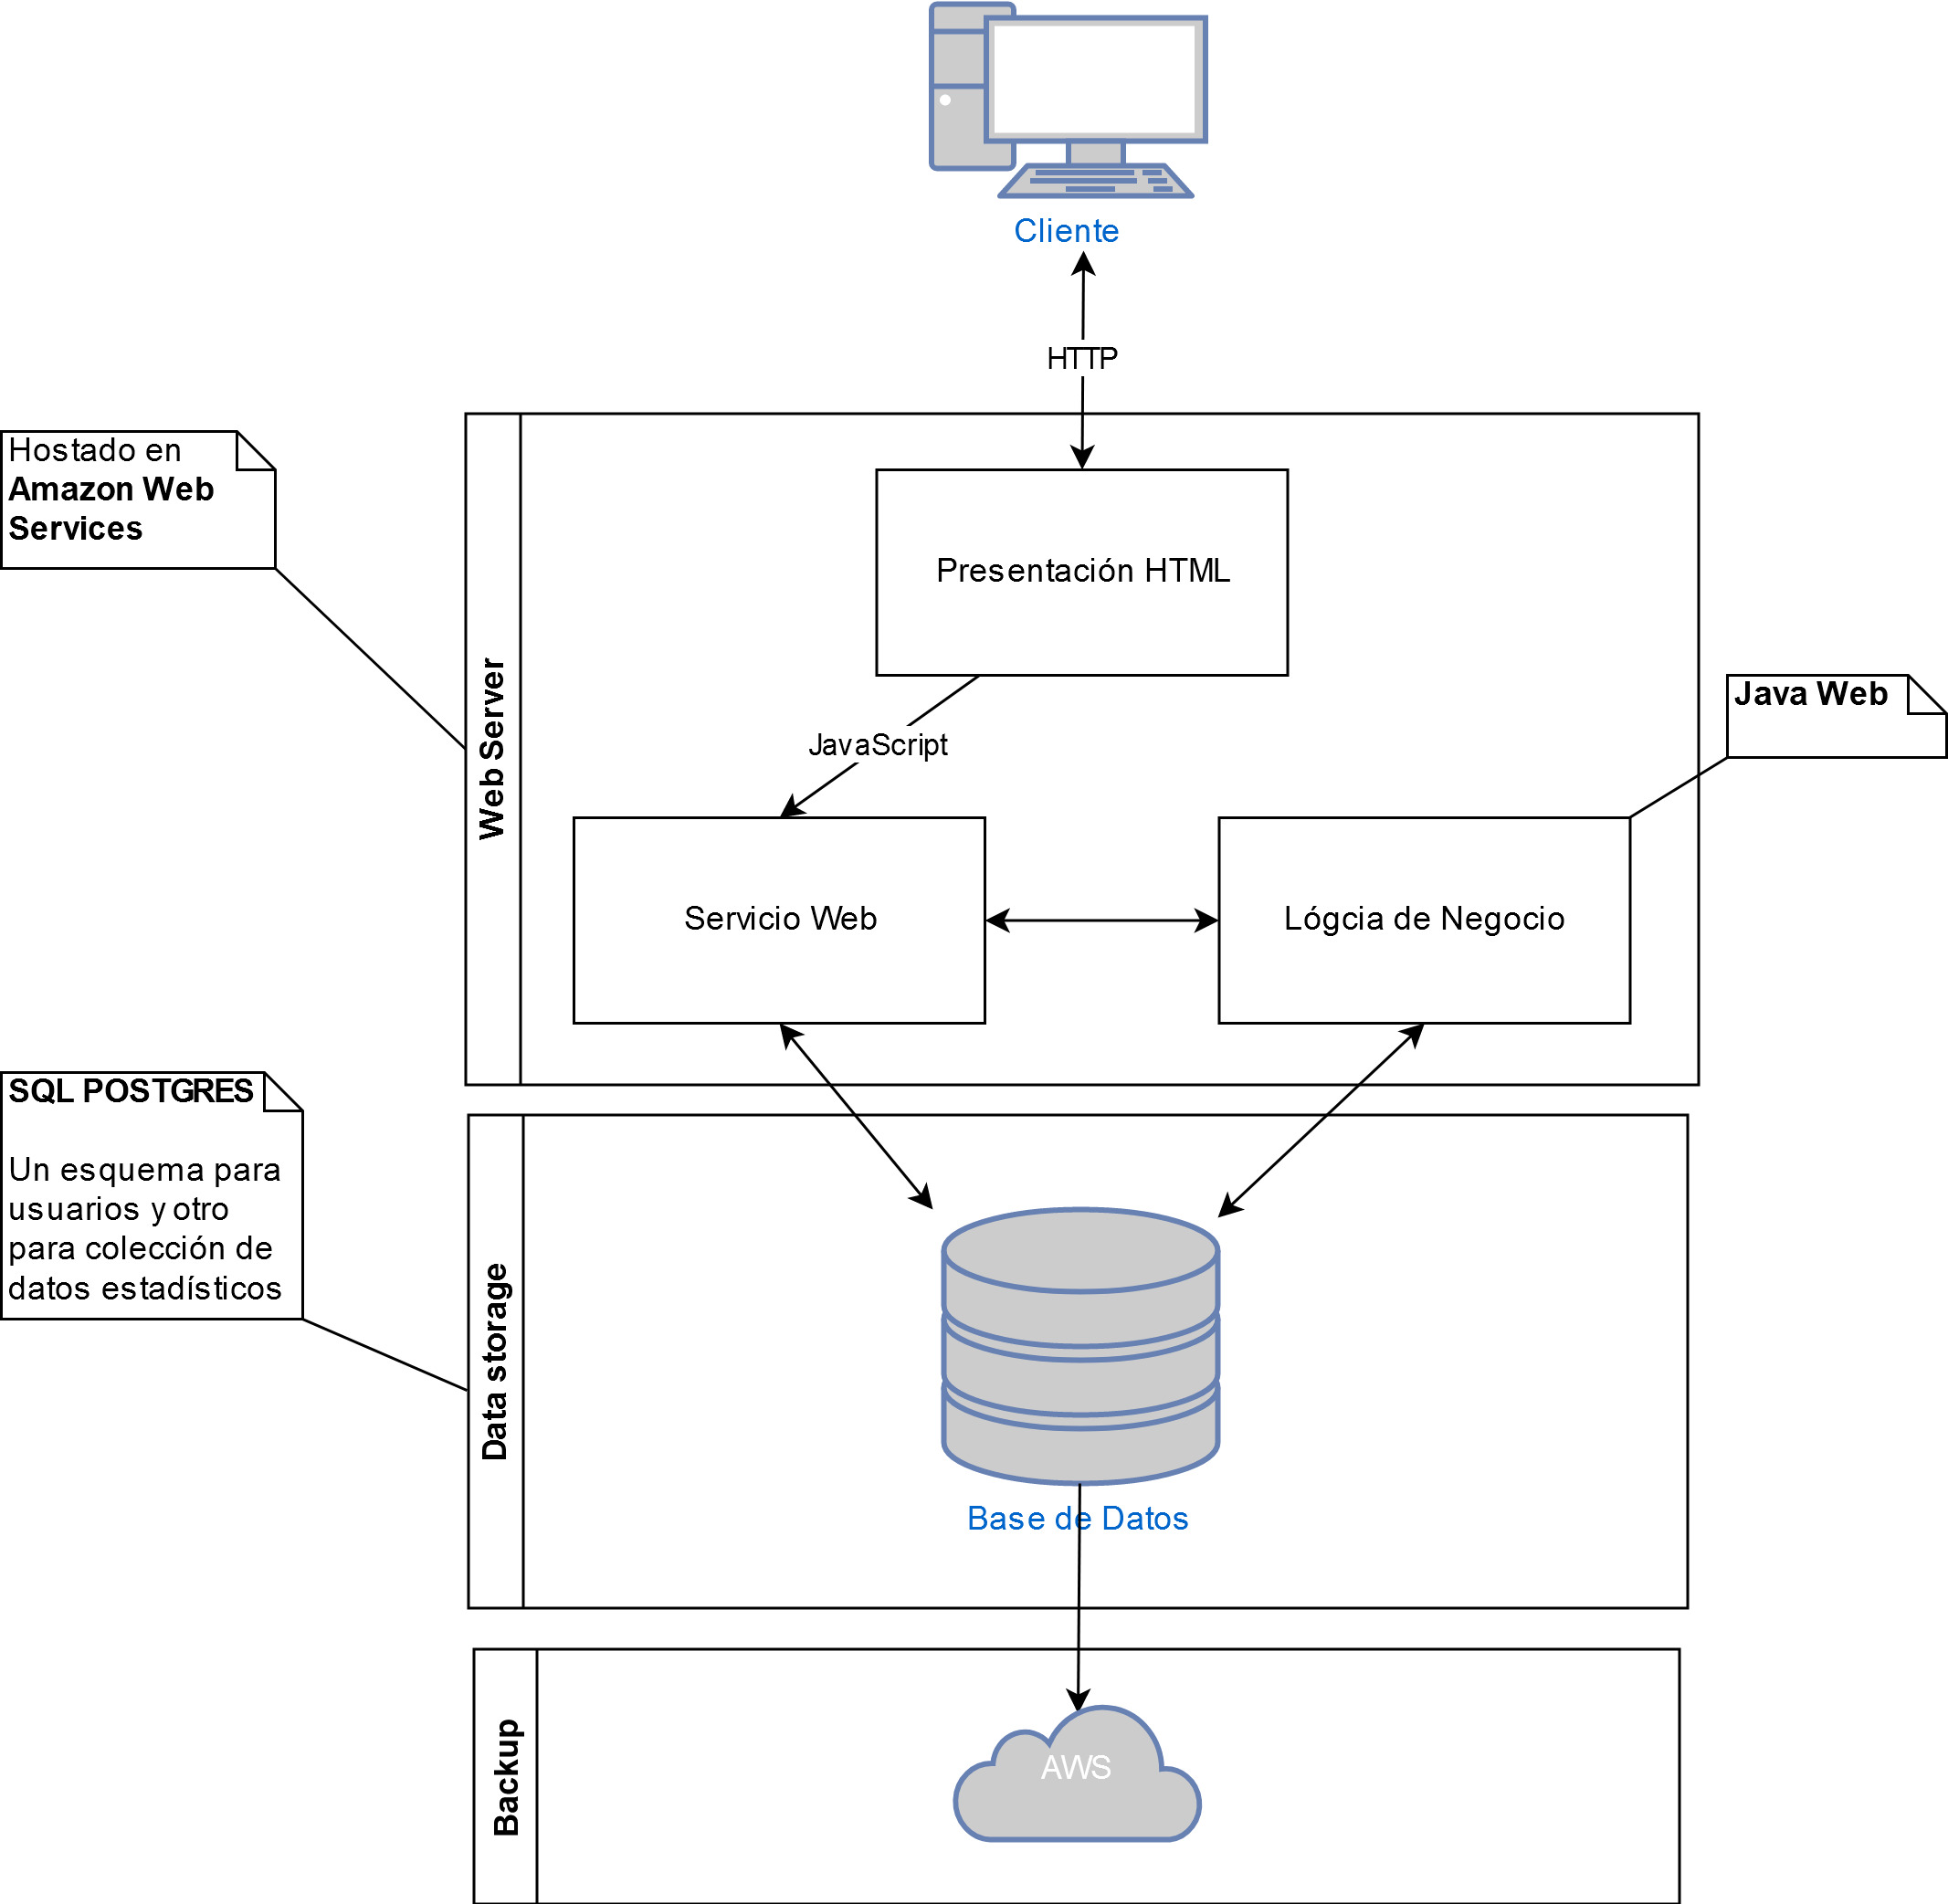 Cliente
HTTP
Hostado en
Amazon Web
Services
Presentación HTML
Web Server
Java Web
JavaScript
Servicio Web
Lógcia de Negocio
SQL POSTGRES
Un esquema para
usuarios y otro
para colección de
datos estadísticos
Data storage
Base de Datos
Backup
AWS